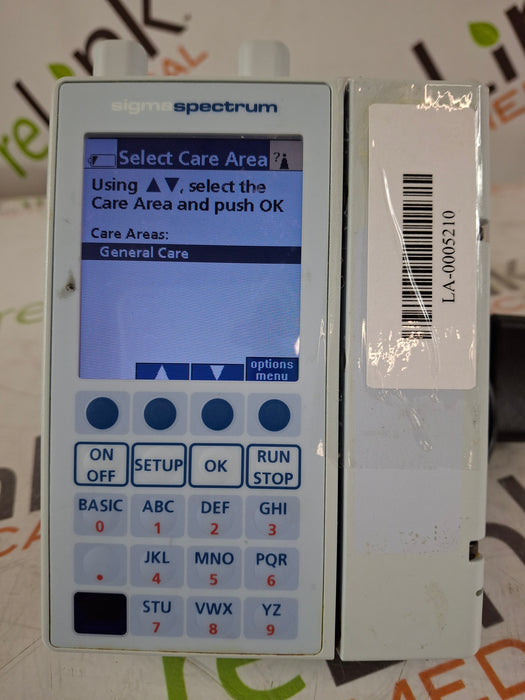 relink
MEDICAL
sigmaspectrum
Select Care Area ?
Using ▲▼, select the
Care Area and push OK
Care Areas:
General Care
options
menu
ON
OFF
SETUP
OK
RUN
STOP
BASIC
0
ABC
1
DEF
2
GHI
3
.
JKL
4
MNO
5
PQR
6
STU
7
VWX
8
YZ
9
LA-0005210